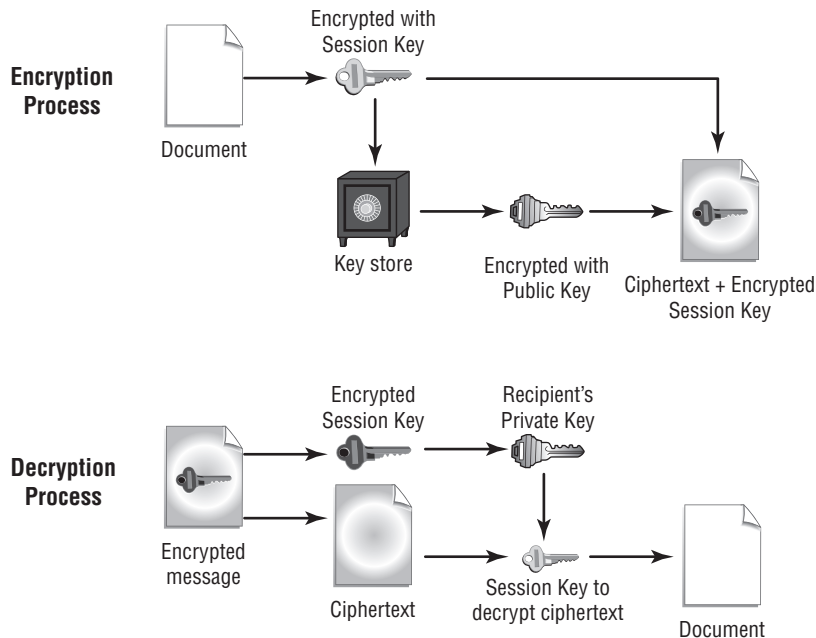 Encryption
Process
Document
Encrypted with
Session Key
Key store
Encrypted with
Public Key
Ciphertext + Encrypted
Session Key
Decryption
Process
Encrypted
message
Encrypted
Session Key
Ciphertext
Recipient's
Private Key
Session Key to
decrypt ciphertext
Document